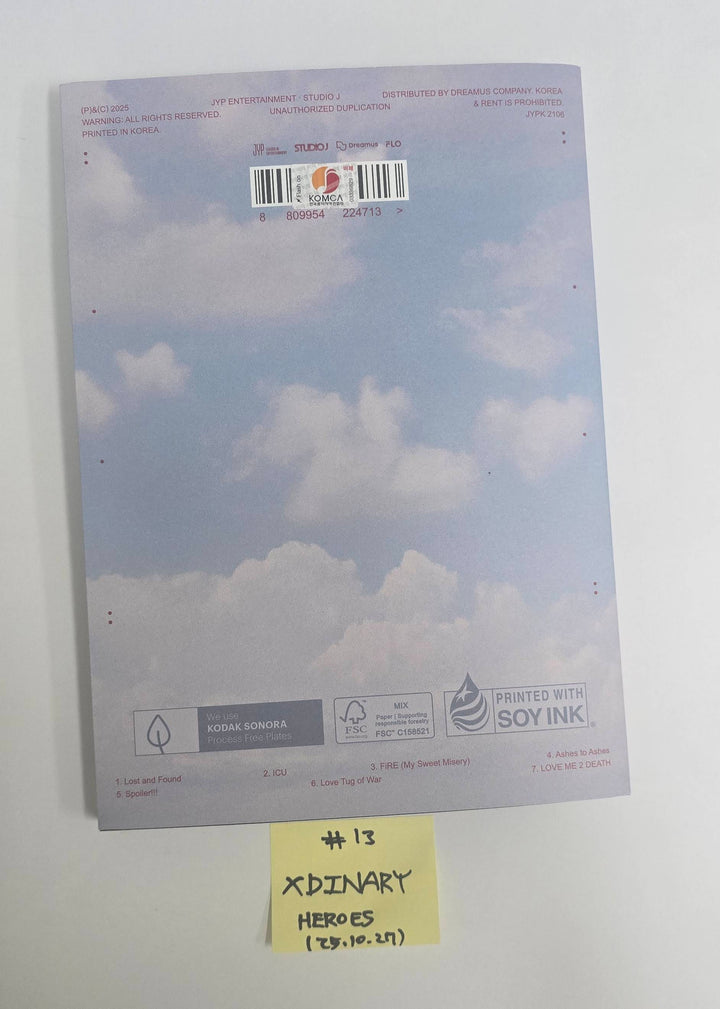 (P)&(C) 2025 JYP ENTERTAINMENT · STUDIO J DISTRIBUTED BY DREAMUS COMPANY. KOREA
WARNING: ALL RIGHTS RESERVED. UNAUTHORIZED DUPLICATION & RENT IS PROHIBITED.
PRINTED IN KOREA. JYPK 2106
JYP STUDIO J Dreamus FLO
KOMCA
8 809954 224713 >
We use
KODAK SONORA
Process Free Plates
FSC
MIX
Paper | Supporting
responsible forestry
FSC™ C158521
PRINTED WITH
SOY INK®
1. Lost and Found 2. ICU 3. FiRE (My Sweet Misery) 4. Ashes to Ashes
5. Spoiler!!! 6. Love Tug of War 7. LOVE ME 2 DEATH
#13
XDINARY
HEROES
(25.10.27)